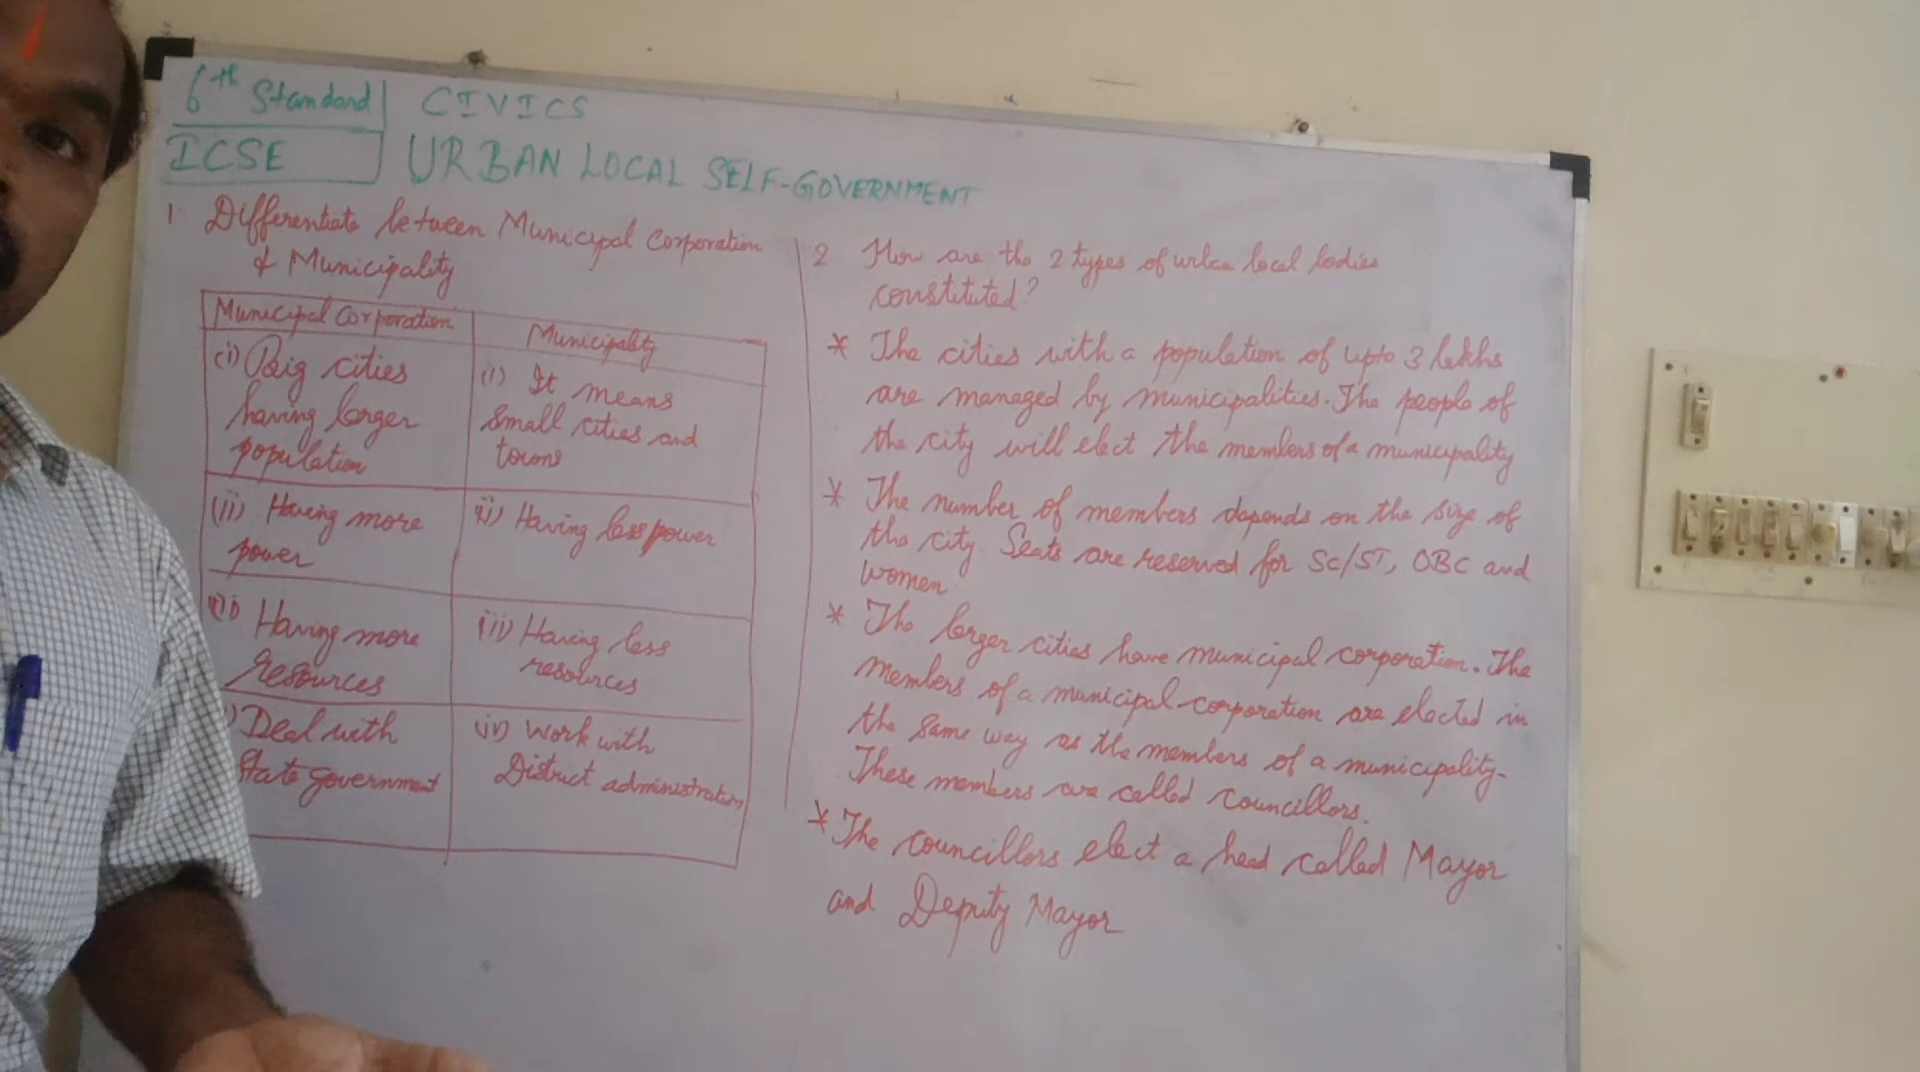 6th Standard
ICSE
CIVICS
URBAN LOCAL SELF-GOVERNMENT
1. Differentiate between Municipal Corporation
& Municipality
Municipal Corporation
Municipality
(i) Big cities
having larger
population
(i) It means
small cities and
towns
(ii) Having more
power
ii) Having less power
Having more
resources
(iii) Having less
resources
Deal with
State government
(iv) Work with
District administration
2 How are the 2 types of urban local bodies
constituted?
* The cities with a population of upto 3 lakhs
are managed by municipalities. The people of
the city will elect the members of a municipality
* The number of members depends on the size of
the city. Seats are reserved for SC/ST, OBC and
women.
* The larger cities have municipal corporation. The
members of a municipal corporation are elected in
the same way as the members of a municipality.
These members are called councillors.
* The councillors elect a head called Mayor
and Deputy Mayor